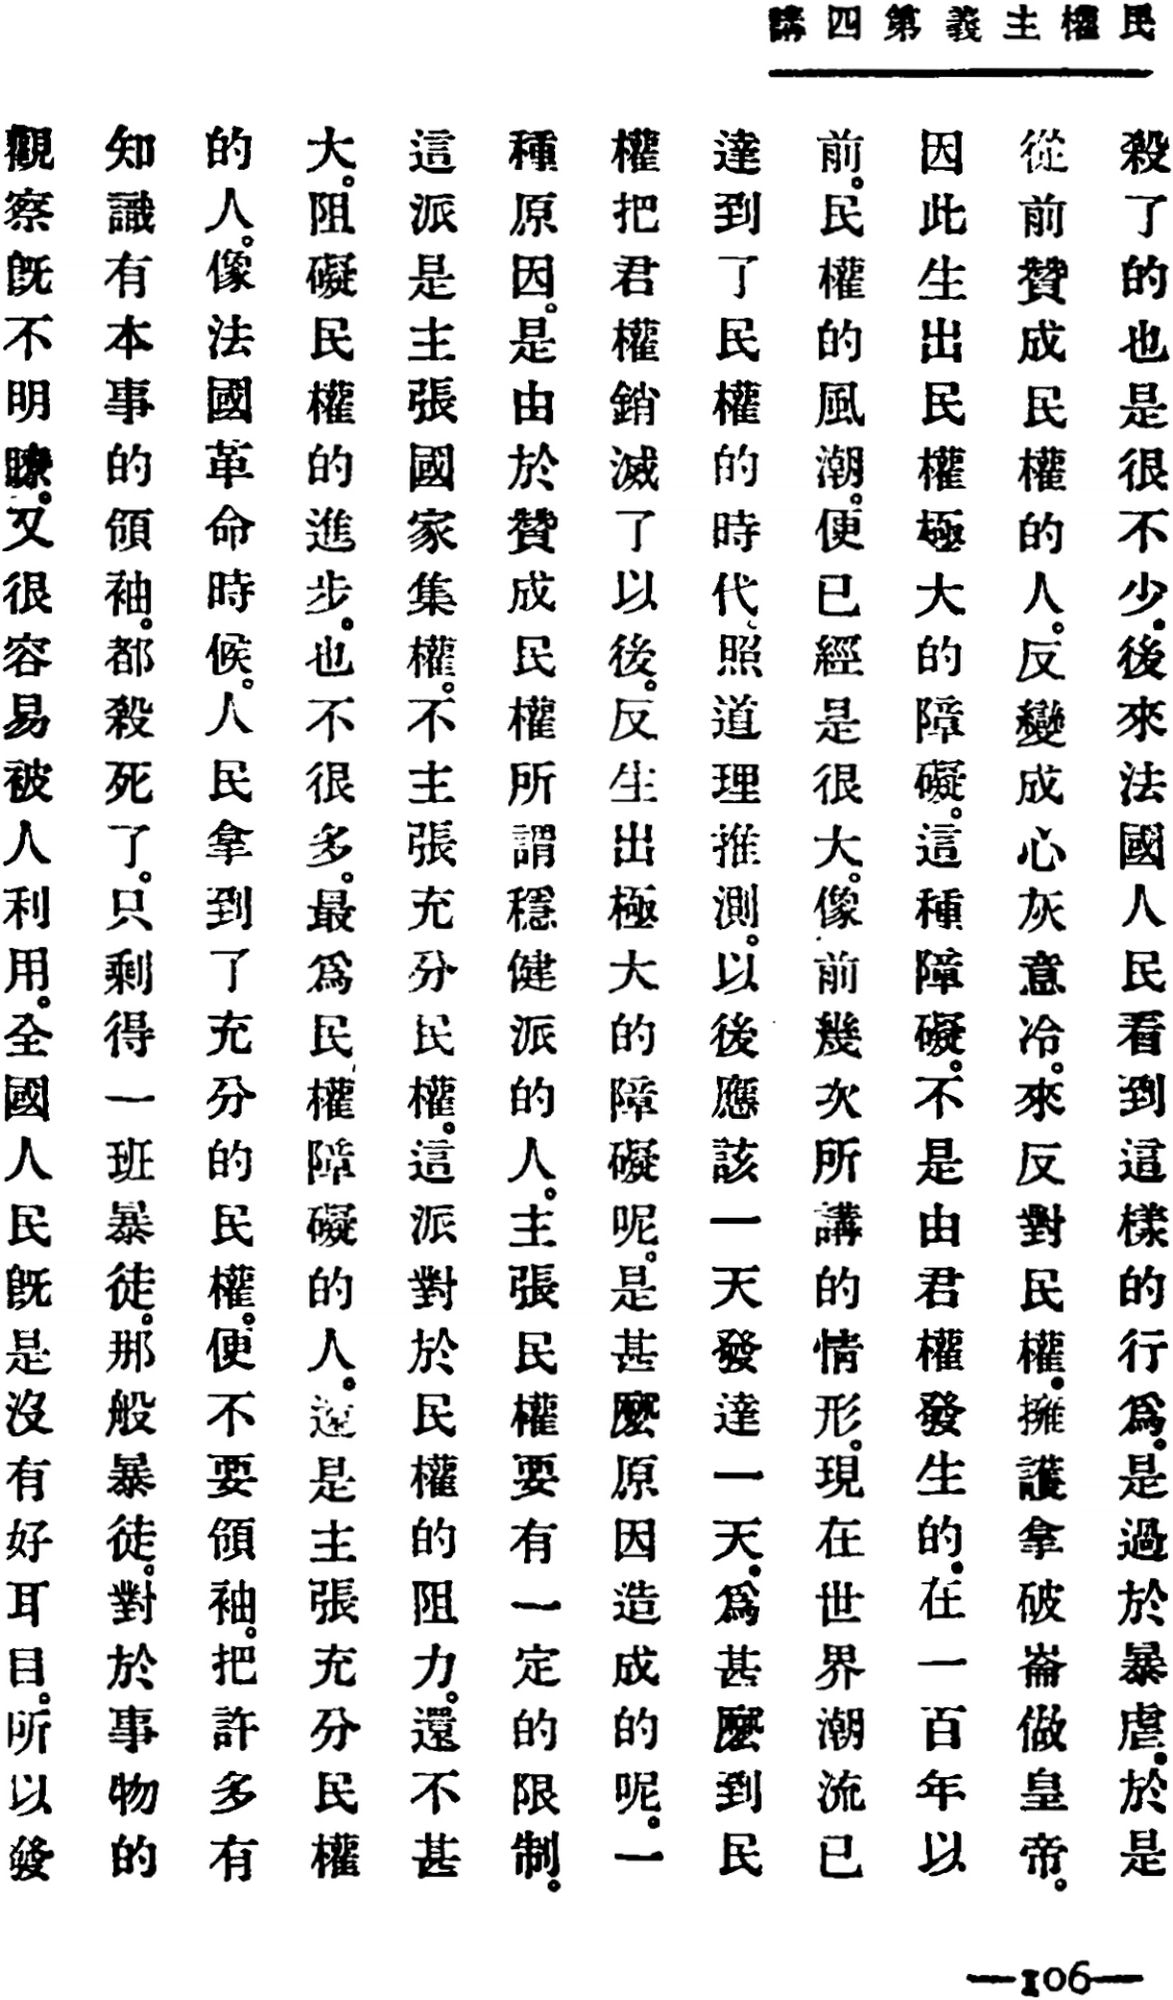 民權主義第四講
殺了的也是很不少。後來法國人民看到這樣的行爲。是過於暴虐。於是
從前贊成民權的人。反變成心灰意冷。來反對民權。擁護拿破崙做皇帝。
因此生出民權極大的障礙。這種障礙。不是由君權發生的。在一百年以
前。民權的風潮。便已經是很大。像前幾次所講的情形。現在世界潮流已
達到了民權的時代。照道理推測。以後應該一天發達一天。爲甚麼到民
權把君權銷滅了以後。反生出極大的障礙呢。是甚麼原因造成的呢。一
種原因。是由於贊成民權所謂穩健派的人。主張民權要有一定的限制。
這派是主張國家集權。不主張充分民權。這派對於民權的阻力。還不甚
大。阻礙民權的進步。也不很多。最爲民權障礙的人。還是主張充分民權
的人。像法國革命時候。人民拿到了充分的民權。便不要領袖。把許多有
知識有本事的領袖。都殺死了。只剩得一班暴徒。那般暴徒。對於事物的
觀察既不明瞭。又很容易被人利用。全國人民既是沒有好耳目。所以發
—106—